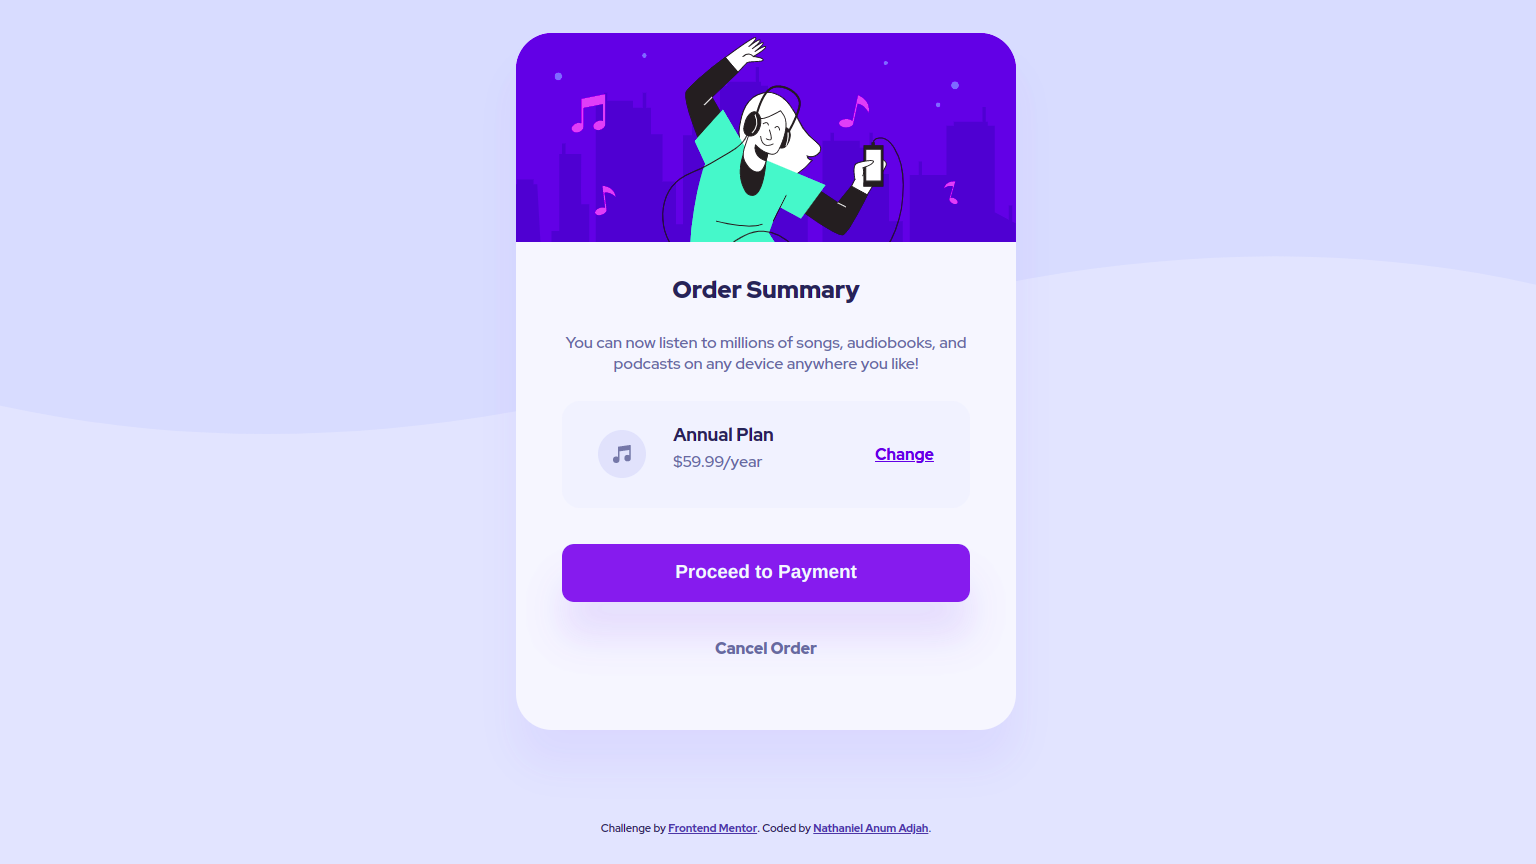 Order Summary
You can now listen to millions of songs, audiobooks, and
podcasts on any device anywhere you like!
Annual Plan
$59.99/year
Change
Proceed to Payment
Cancel Order
Challenge by Frontend Mentor. Coded by Nathaniel Anum Adjah.